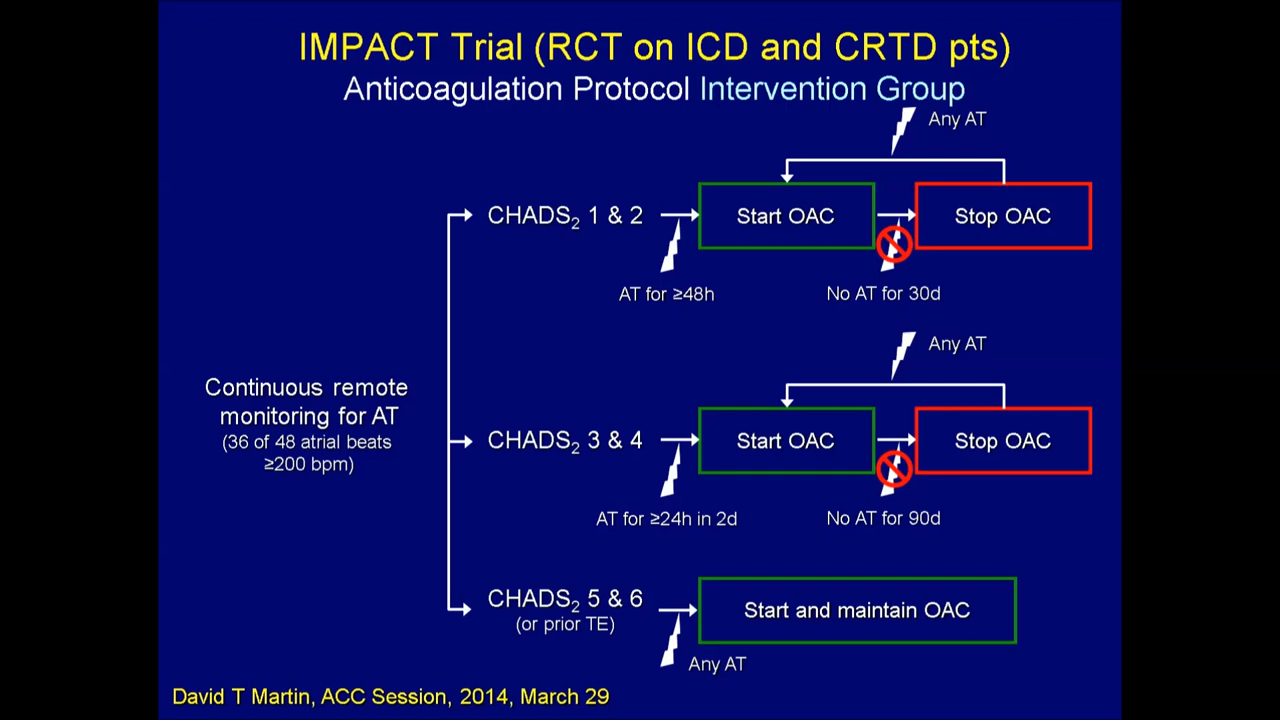 IMPACT Trial (RCT on ICD and CRTD pts)
Anticoagulation Protocol Intervention Group
Any AT
CHADS₂ 1 & 2
Start OAC
Stop OAC
AT for ≥48h
No AT for 30d
Any AT
Continuous remote
monitoring for AT
(36 of 48 atrial beats
≥200 bpm)
CHADS₂ 3 & 4
Start OAC
Stop OAC
AT for ≥24h in 2d
No AT for 90d
CHADS₂ 5 & 6
(or prior TE)
Start and maintain OAC
Any AT
David T Martin, ACC Session, 2014, March 29